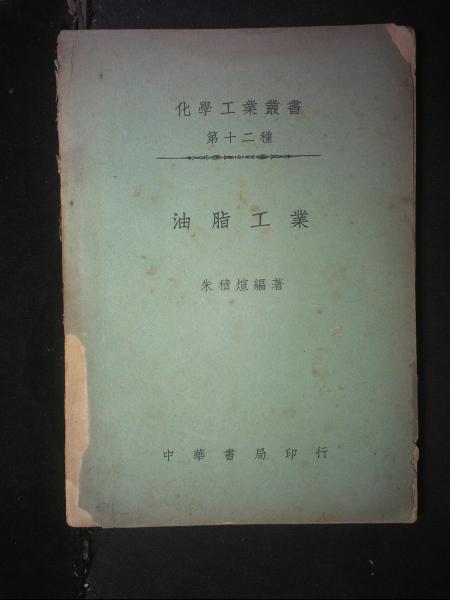 化學工業叢書
第十二種
油脂工業
朱積煊編著
中華書局印行